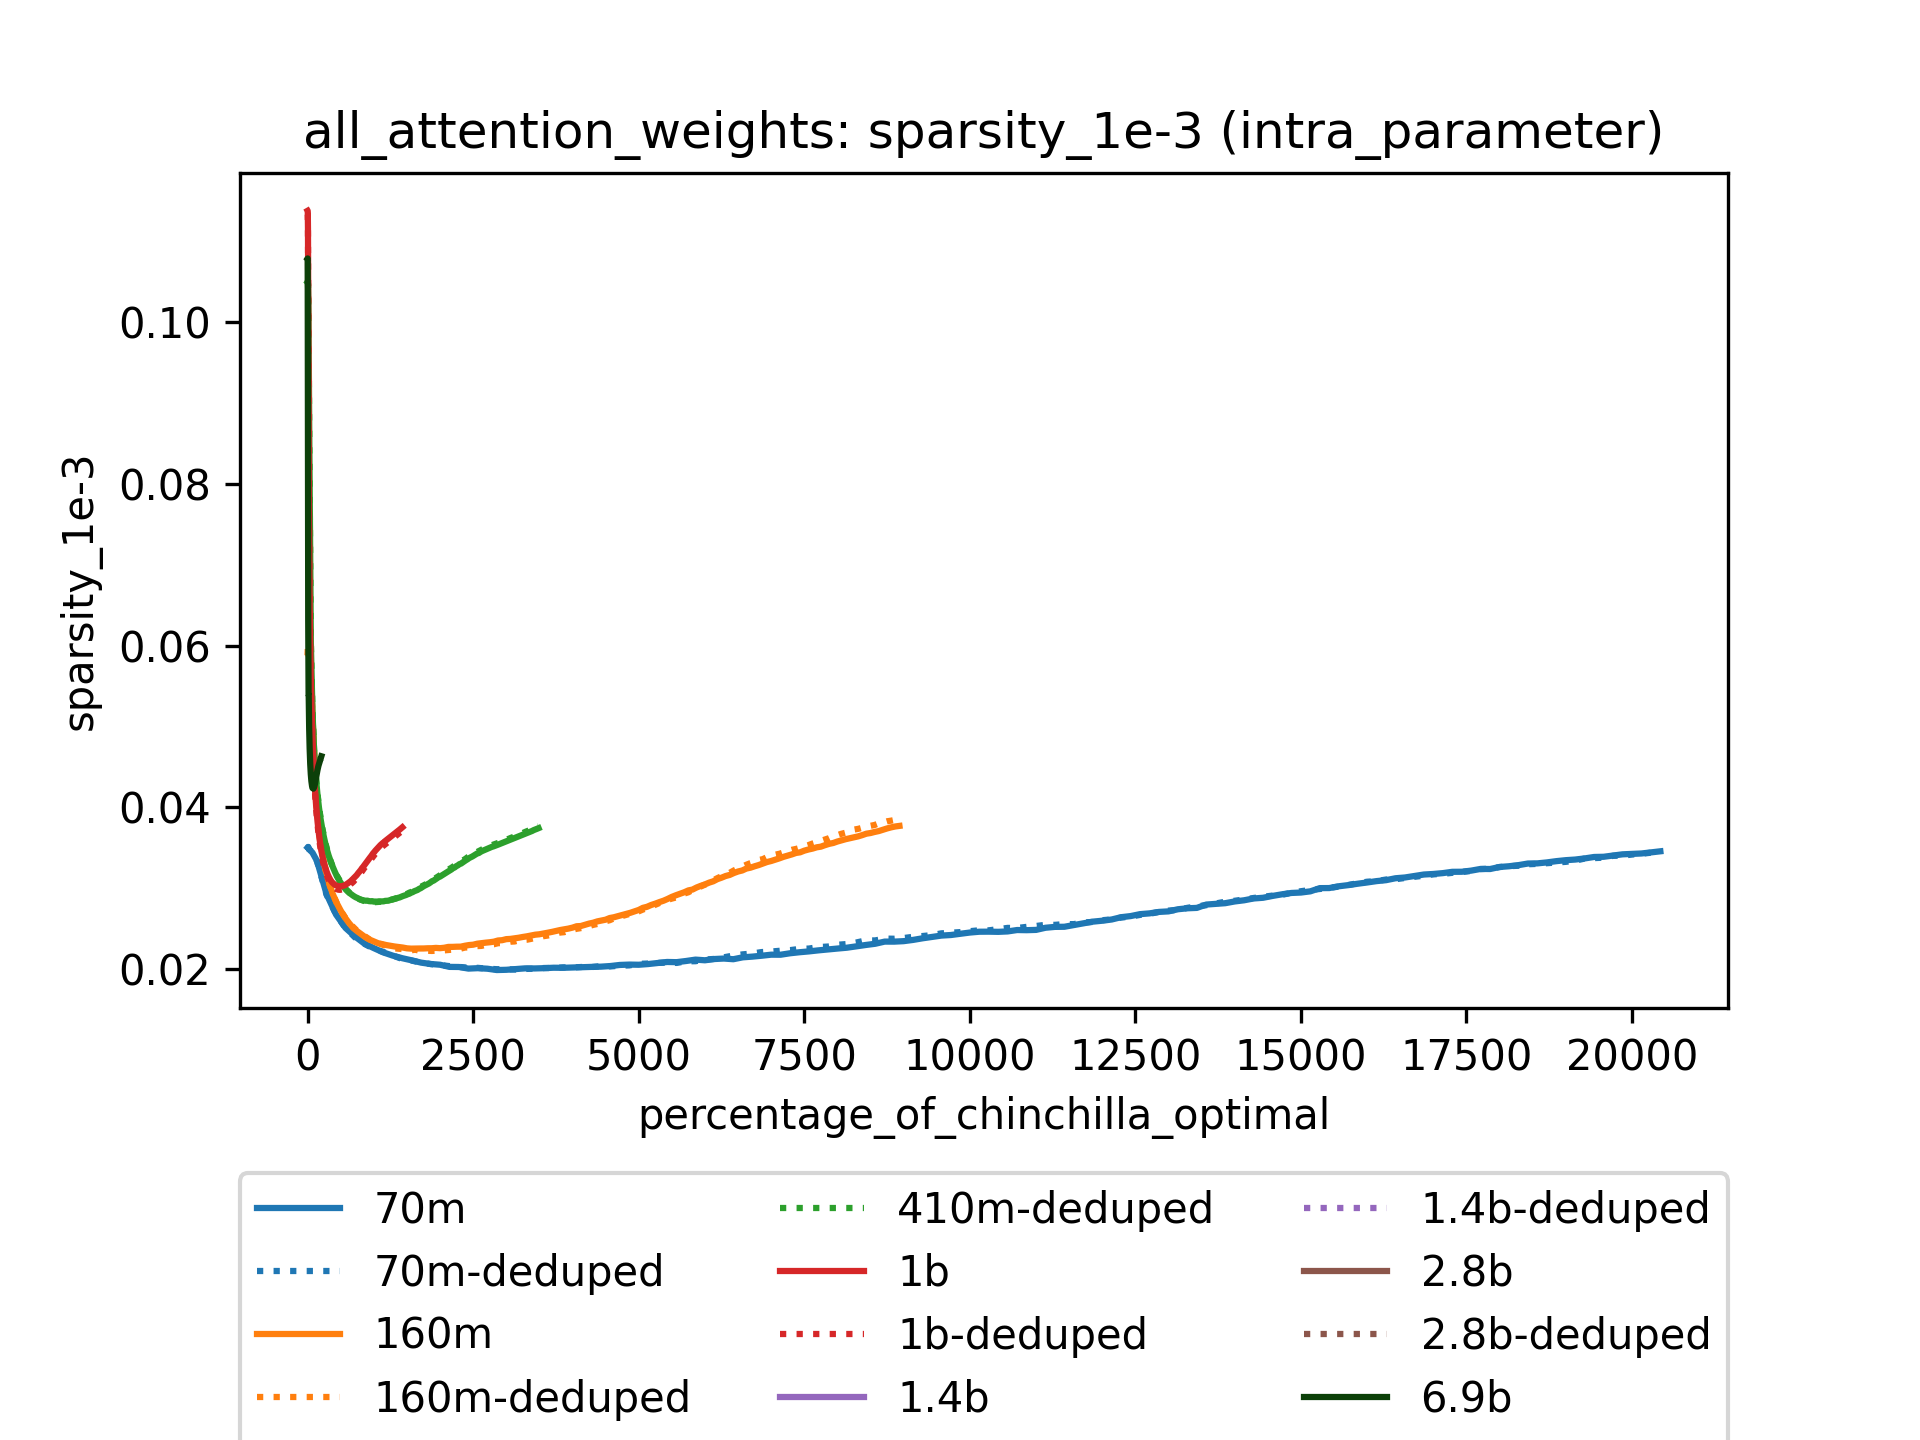 all_attention_weights: sparsity_1e-3 (intra_parameter)
sparsity_1e-3
0.10
0.08
0.06
0.04
0.02
0 2500 5000 7500 10000 12500 15000 17500 20000
percentage_of_chinchilla_optimal
70m
70m-deduped
160m
160m-deduped
410m-deduped
1b
1b-deduped
1.4b
1.4b-deduped
2.8b
2.8b-deduped
6.9b